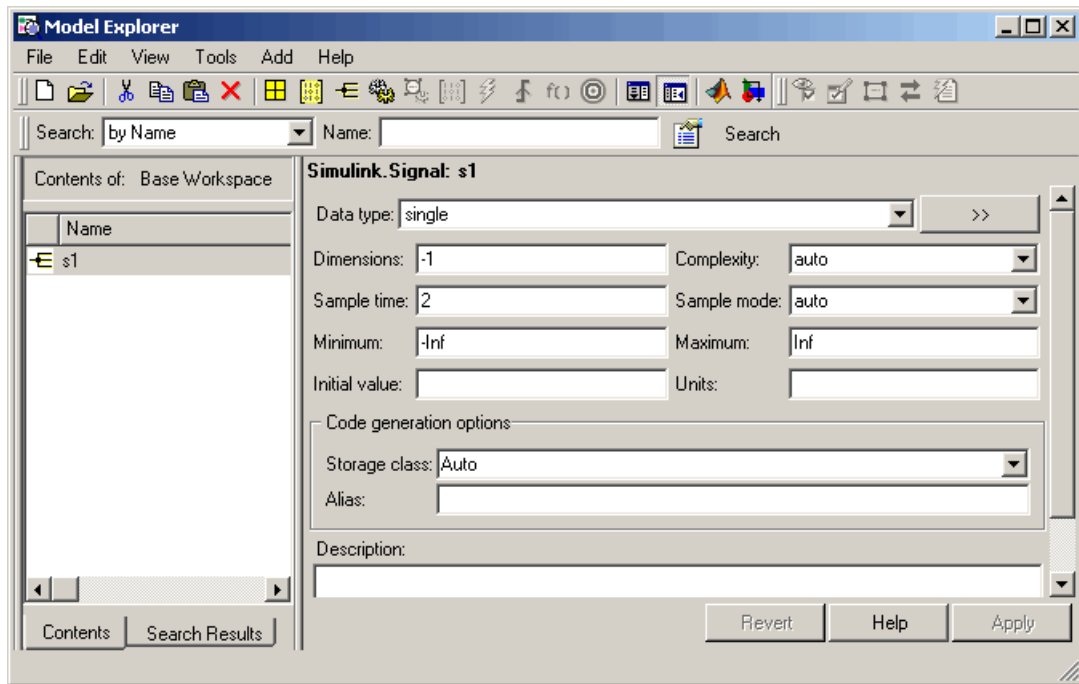 Model Explorer
File Edit View Tools Add Help
f()
Search: by Name Name: Search
Contents of: Base Workspace
Name
s1
Contents Search Results
Simulink.Signal: s1
Data type: single >>
Dimensions: -1 Complexity: auto
Sample time: 2 Sample mode: auto
Minimum: -Inf Maximum: Inf
Initial value: Units:
Code generation options
Storage class: Auto
Alias:
Description:
Revert Help Apply